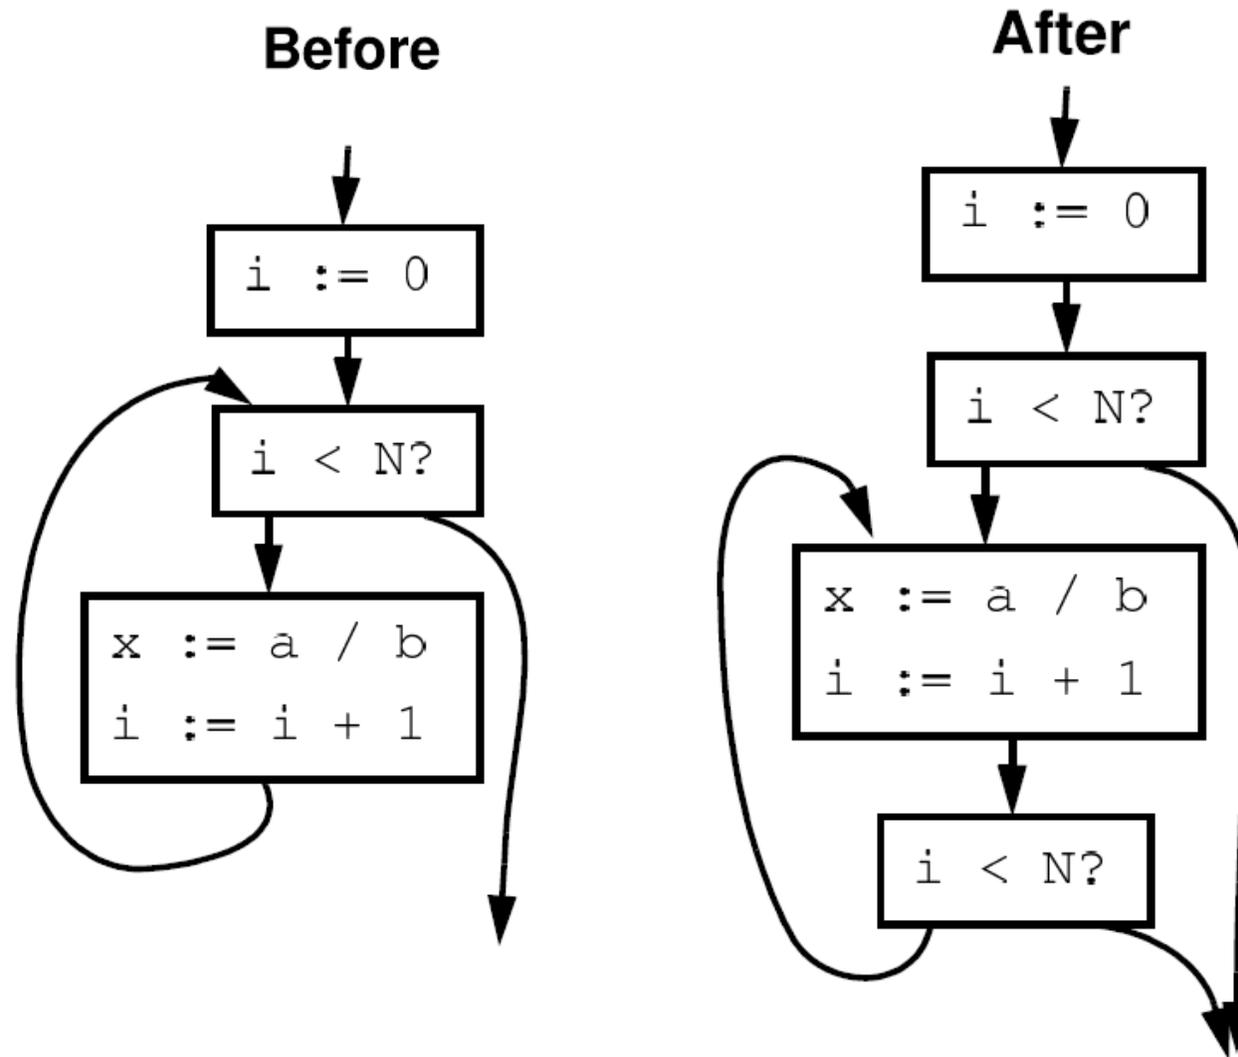 Before
i := 0
i < N?
x := a / b
i := i + 1
After
i := 0
i < N?
x := a / b
i := i + 1
i < N?